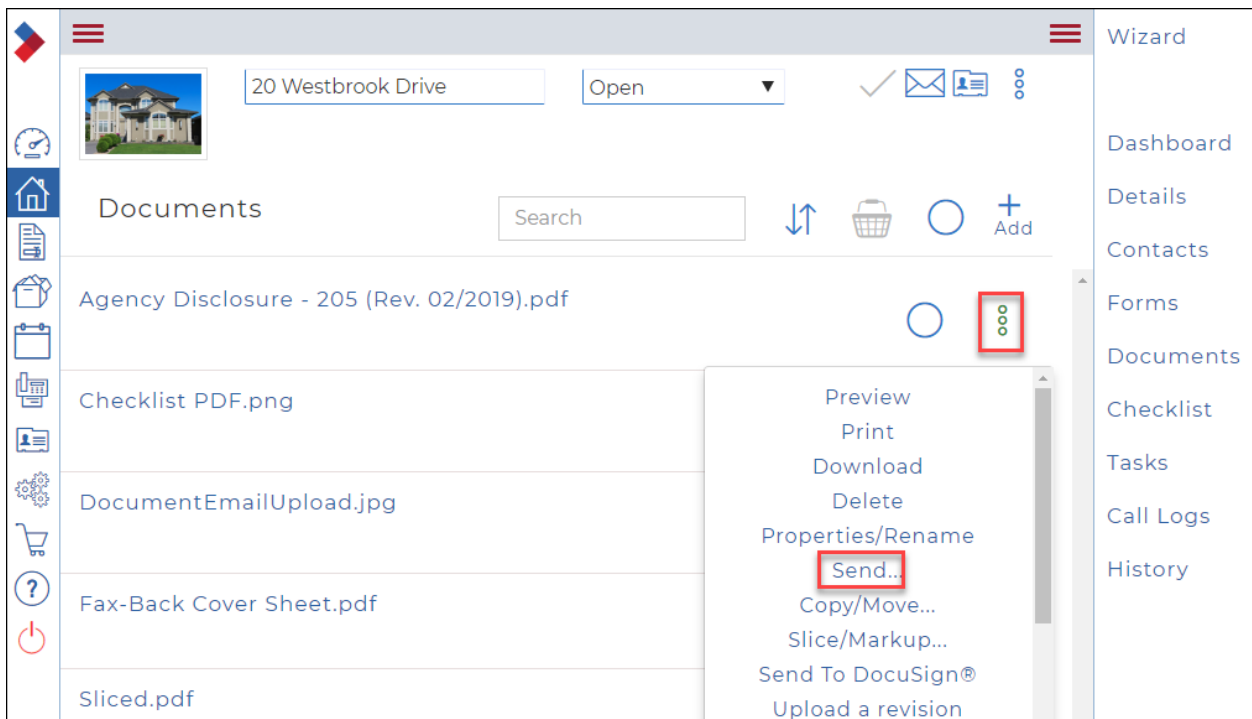 20 Westbrook Drive
Open
Documents
Search
Add
Agency Disclosure - 205 (Rev. 02/2019).pdf
Checklist PDF.png
DocumentEmailUpload.jpg
Fax-Back Cover Sheet.pdf
Sliced.pdf
Preview
Print
Download
Delete
Properties/Rename
Send...
Copy/Move...
Slice/Markup...
Send To DocuSign®
Upload a revision
Wizard
Dashboard
Details
Contacts
Forms
Documents
Checklist
Tasks
Call Logs
History